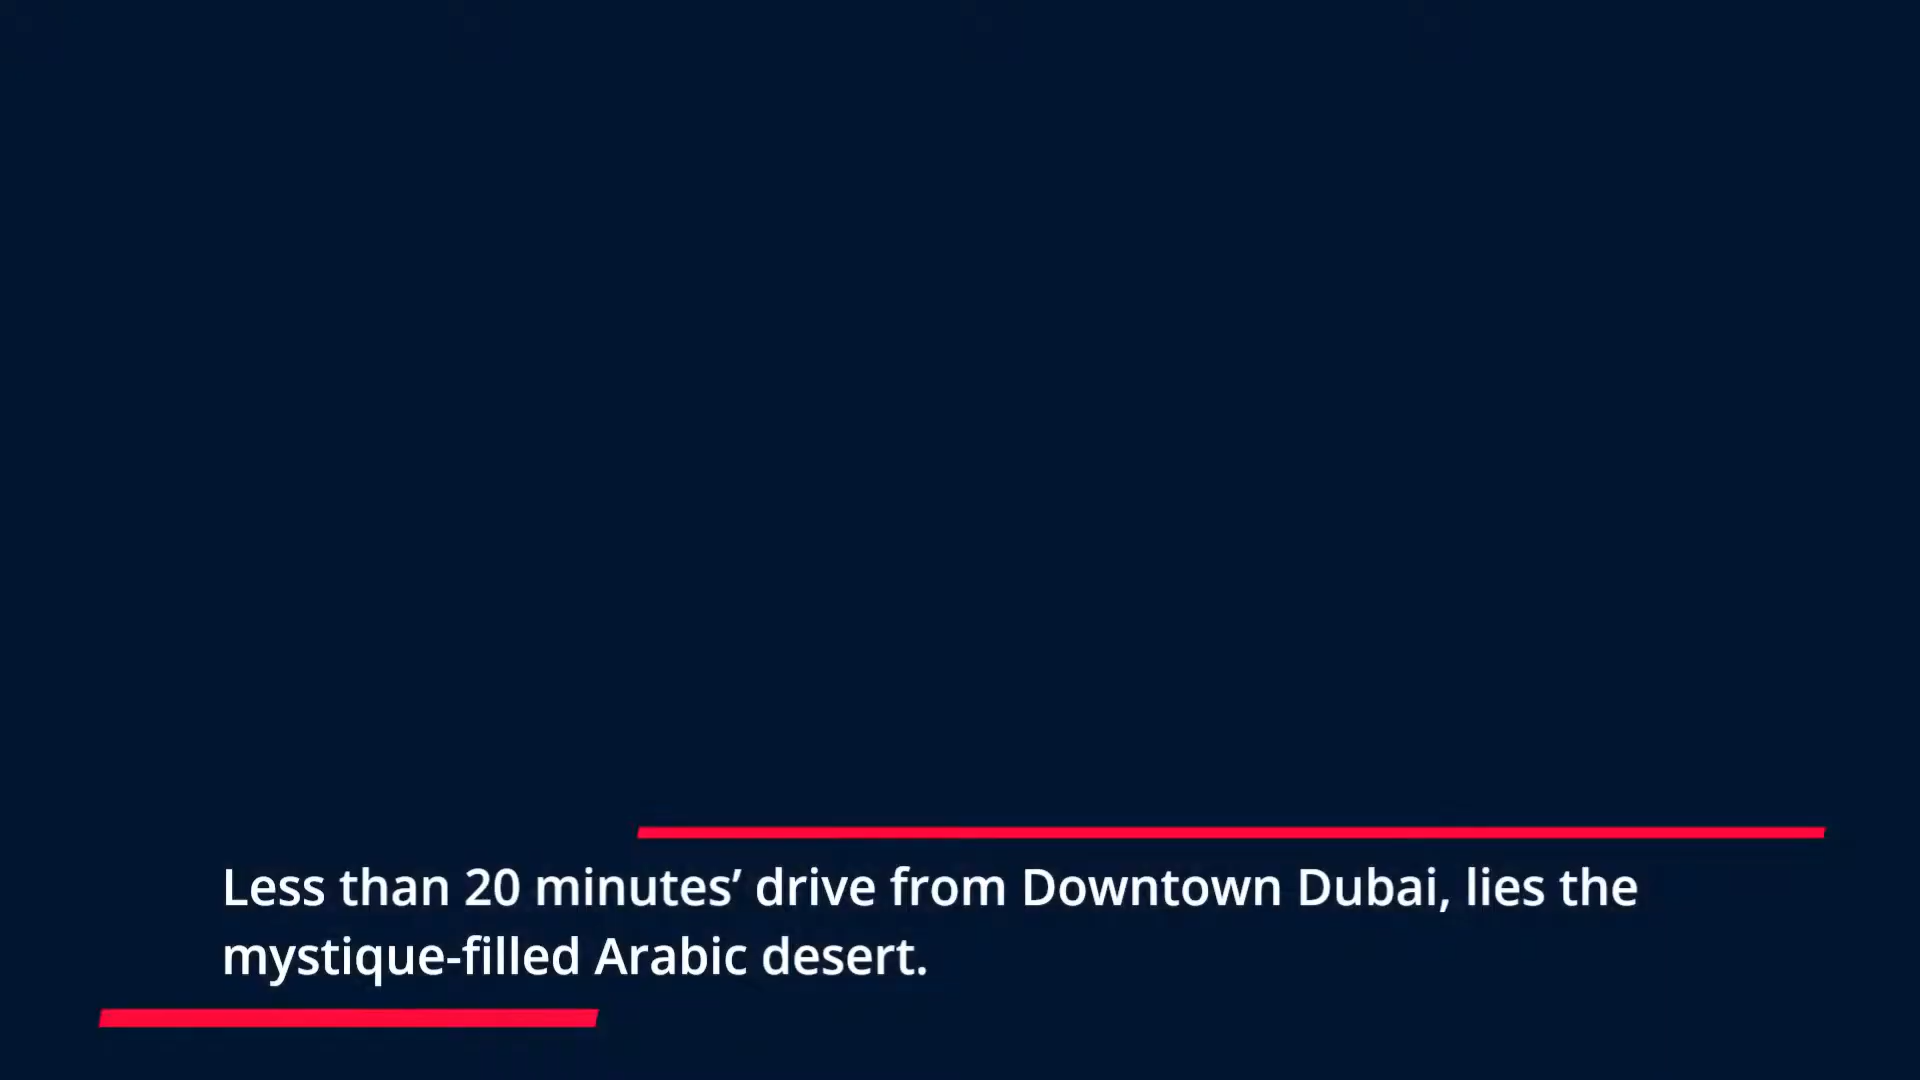 Less than 20 minutes’ drive from Downtown Dubai, lies the
mystique-filled Arabic desert.